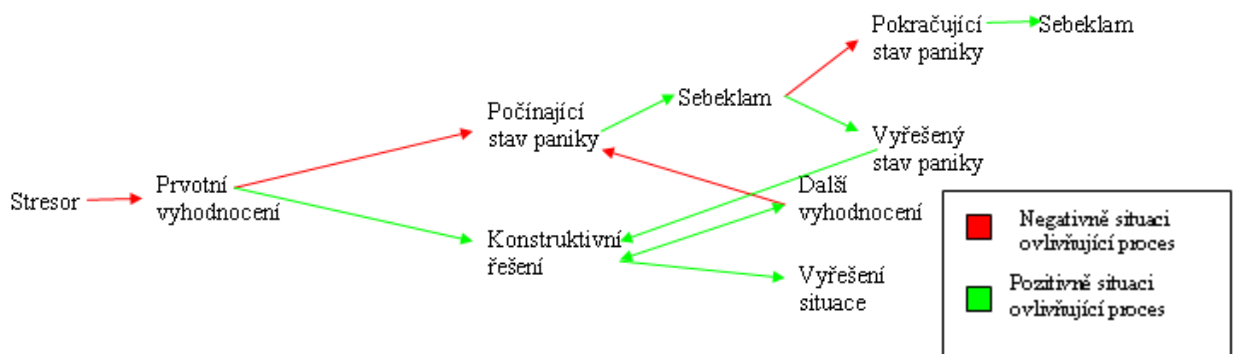 Pokračující
stav paniky
Sebeklam
Počínající
stav paniky
Sebeklam
Vyřešený
stav paniky
Stresor
Prvotní
vyhodnocení
Další
vyhodnocení
Konstruktivní
řešení
Vyřešení
situace
Negativně situaci
ovlivňující proces
Pozitivně situaci
ovlivňující proces